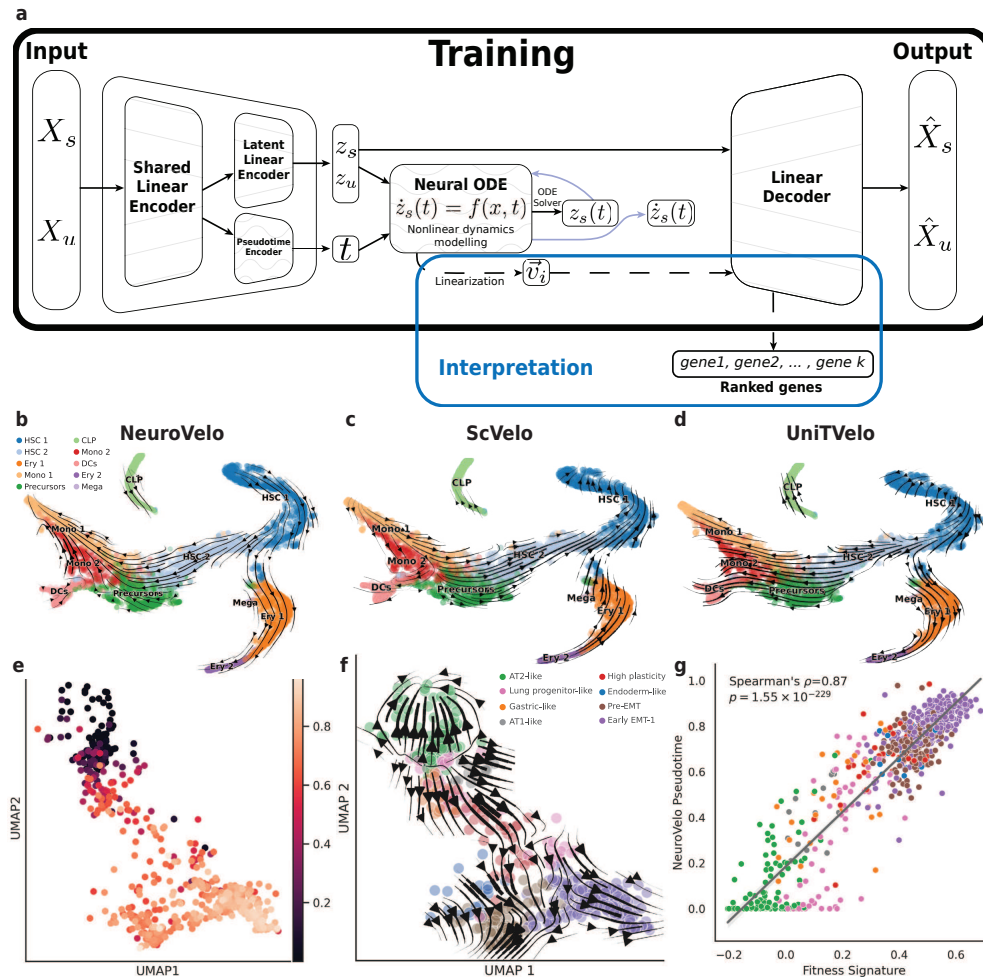 a
Training
Input
Output
X_s
X_u
Shared
Linear
Encoder
Latent
Linear
Encoder
Pseudotime
Encoder
z_s
z_u
t
Neural ODE
ż_s(t) = f(x, t)
Nonlinear dynamics
modelling
ODE
Solver
z_s(t)
ż_s(t)
Linearization
v⃗_i
Linear
Decoder
X̂_s
X̂_u
Interpretation
gene1, gene2, ... , gene k
Ranked genes
b
NeuroVelo
HSC 1
HSC 2
Ery 1
Mono 1
Precursors
CLP
Mono 2
DCs
Ery 2
Mega
CLP
HSC 1
Mono 1
HSC 2
Mono 2
DCs
Precursors
Mega
Ery 1
Ery 2
c
ScVelo
CLP
HSC 1
Mono 1
HSC 2
Mono 2
DCs
Precursors
Mega
Ery 1
Ery 2
d
UniTVelo
CLP
HSC 1
Mono 1
HSC 2
Mono 2
DCs
Precursors
Mega
Ery 1
Ery 2
e
UMAP2
UMAP1
0.8
0.6
0.4
0.2
f
UMAP 2
UMAP 1
AT2-like
Lung progenitor-like
Gastric-like
AT1-like
High plasticity
Endoderm-like
Pre-EMT
Early EMT-1
g
Spearman's ρ=0.87
p = 1.55 × 10⁻²²⁹
NeuroVelo Pseudotime
1.0
0.8
0.6
0.4
0.2
0.0
−0.2
0.0
0.2
0.4
0.6
Fitness Signature